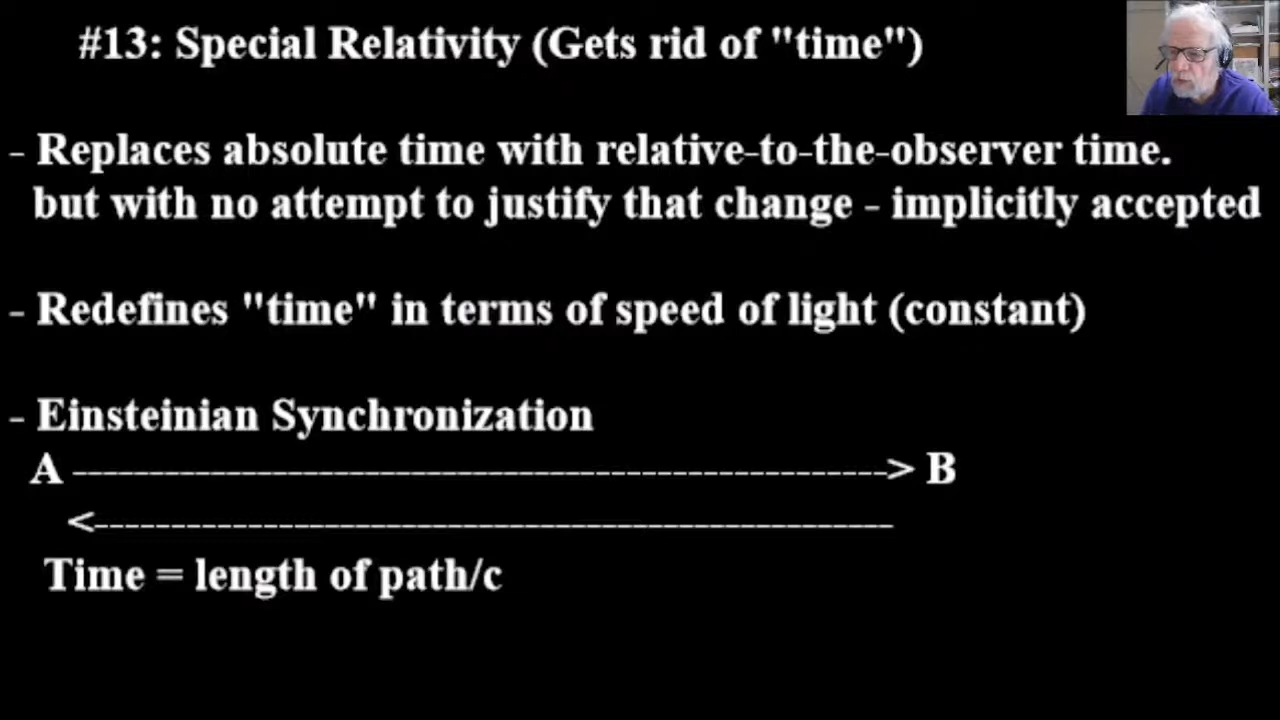 #13: Special Relativity (Gets rid of "time")
- Replaces absolute time with relative-to-the-observer time.
but with no attempt to justify that change - implicitly accepted
- Redefines "time" in terms of speed of light (constant)
- Einsteinian Synchronization
A ------------------------------------------------------> B
<-----------------------------------------------------
Time = length of path/c